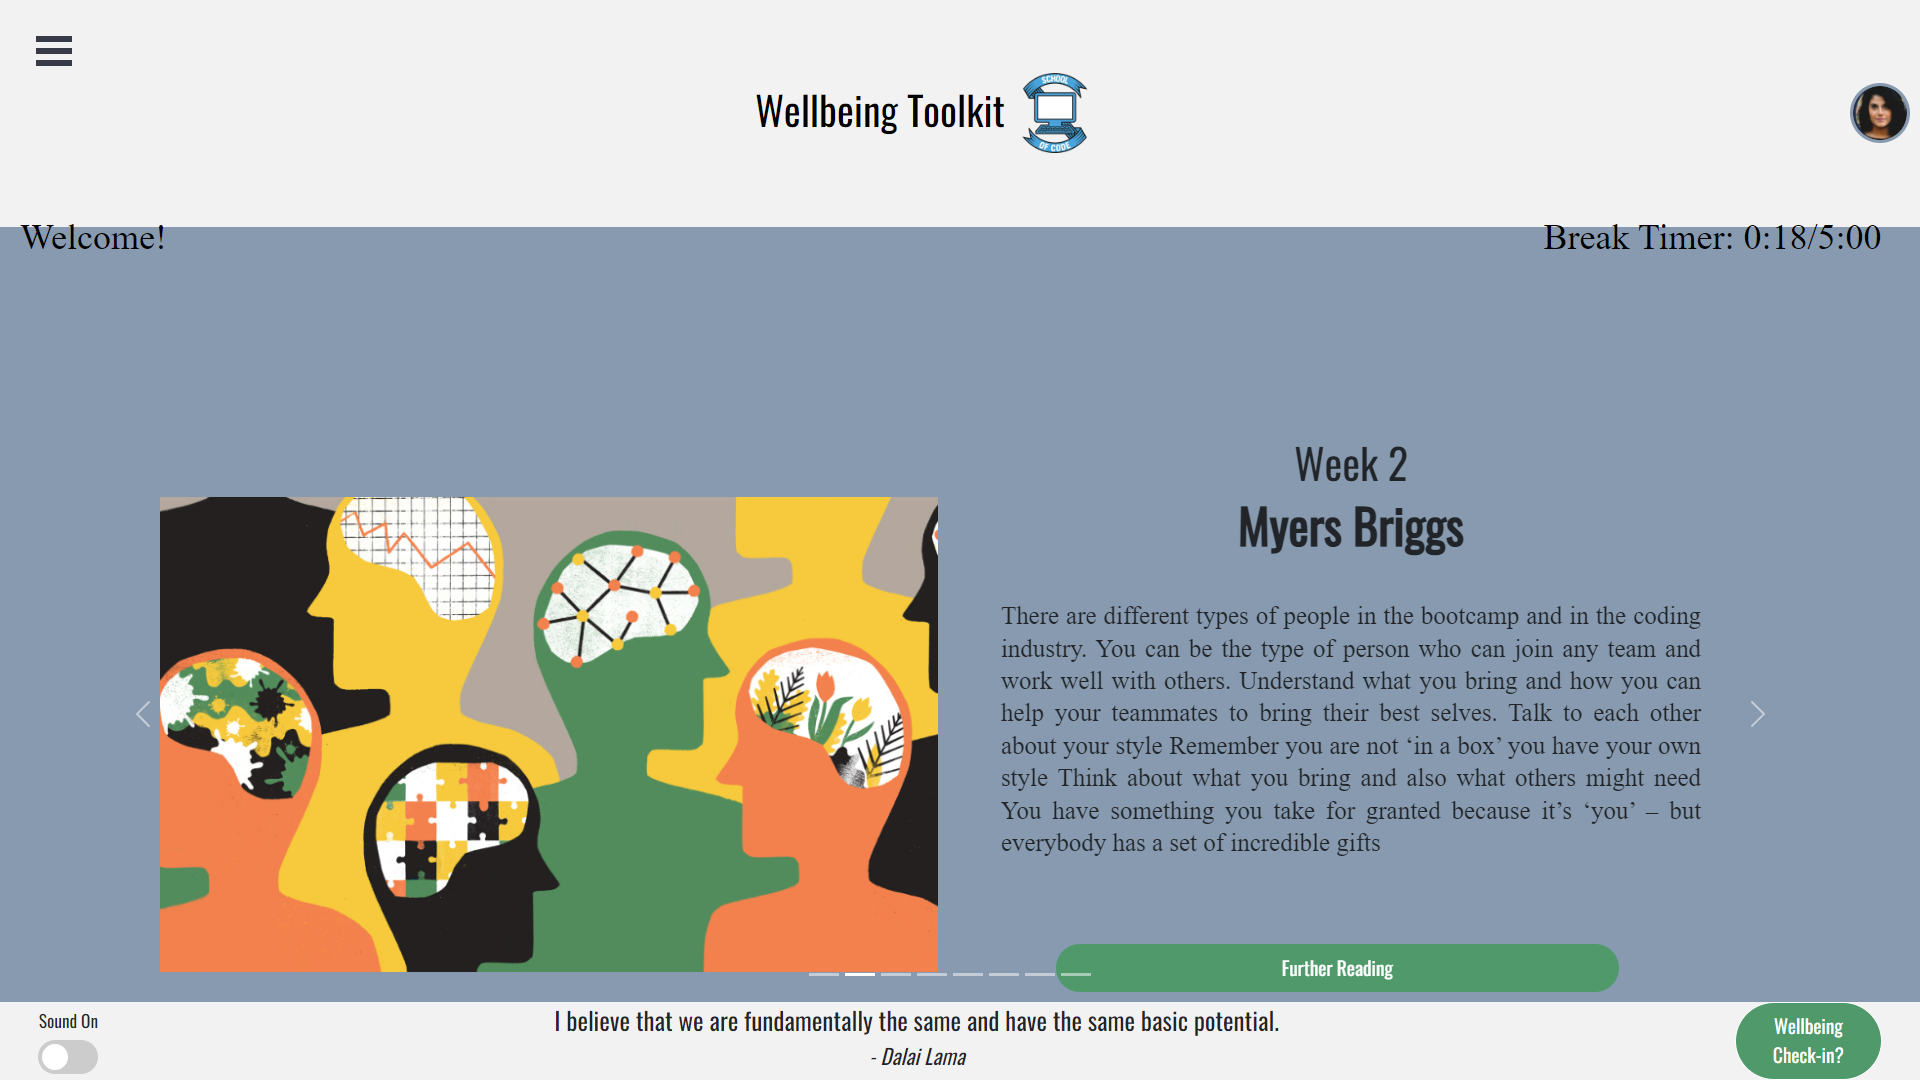 Wellbeing Toolkit
SCHOOL
OF CODE
Welcome!
Break Timer: 0:18/5:00
Week 2
Myers Briggs
There are different types of people in the bootcamp and in the coding
industry. You can be the type of person who can join any team and
work well with others. Understand what you bring and how you can
help your teammates to bring their best selves. Talk to each other
about your style Remember you are not ‘in a box’ you have your own
style Think about what you bring and also what others might need
You have something you take for granted because it’s ‘you’ – but
everybody has a set of incredible gifts
Further Reading
Sound On
I believe that we are fundamentally the same and have the same basic potential.
- Dalai Lama
Wellbeing
Check-in?